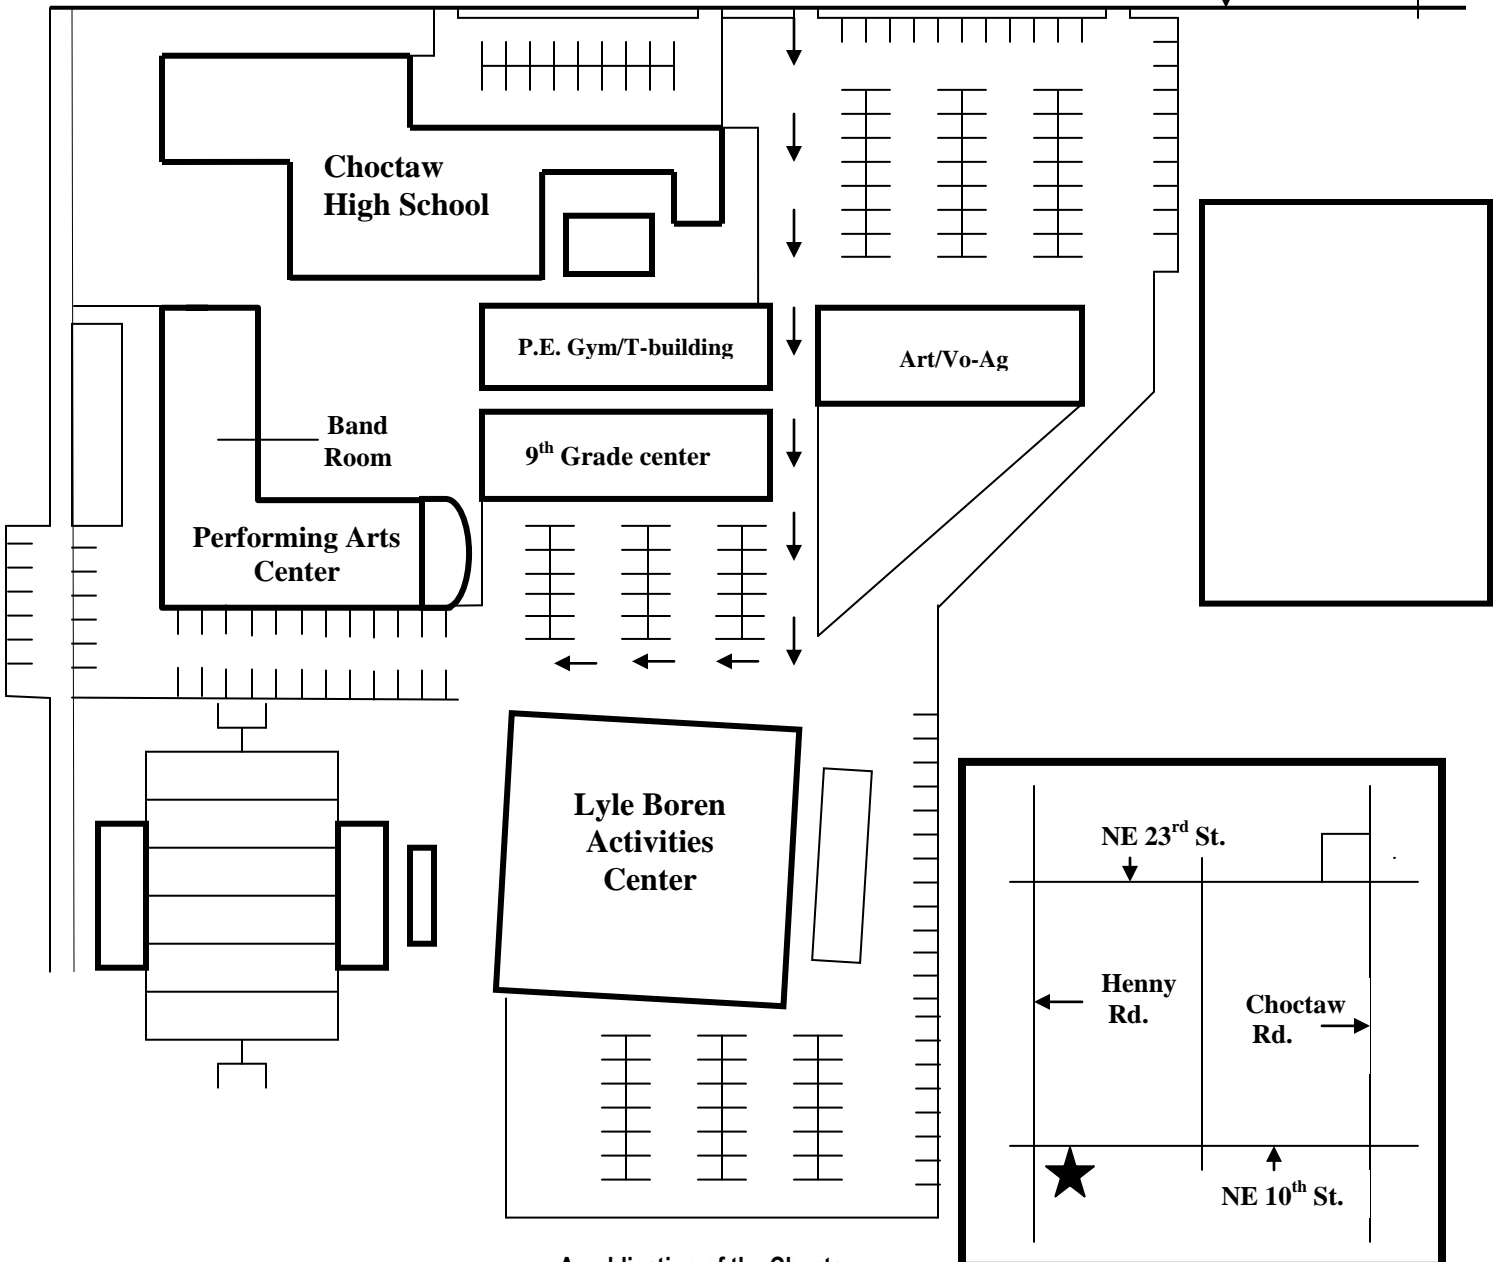 Choctaw
High School
P.E. Gym/T-building
Art/Vo-Ag
Band
Room
9th Grade center
Performing Arts
Center
Lyle Boren
Activities
Center
NE 23rd St.
Henny
Rd.
Choctaw
Rd.
NE 10th St.